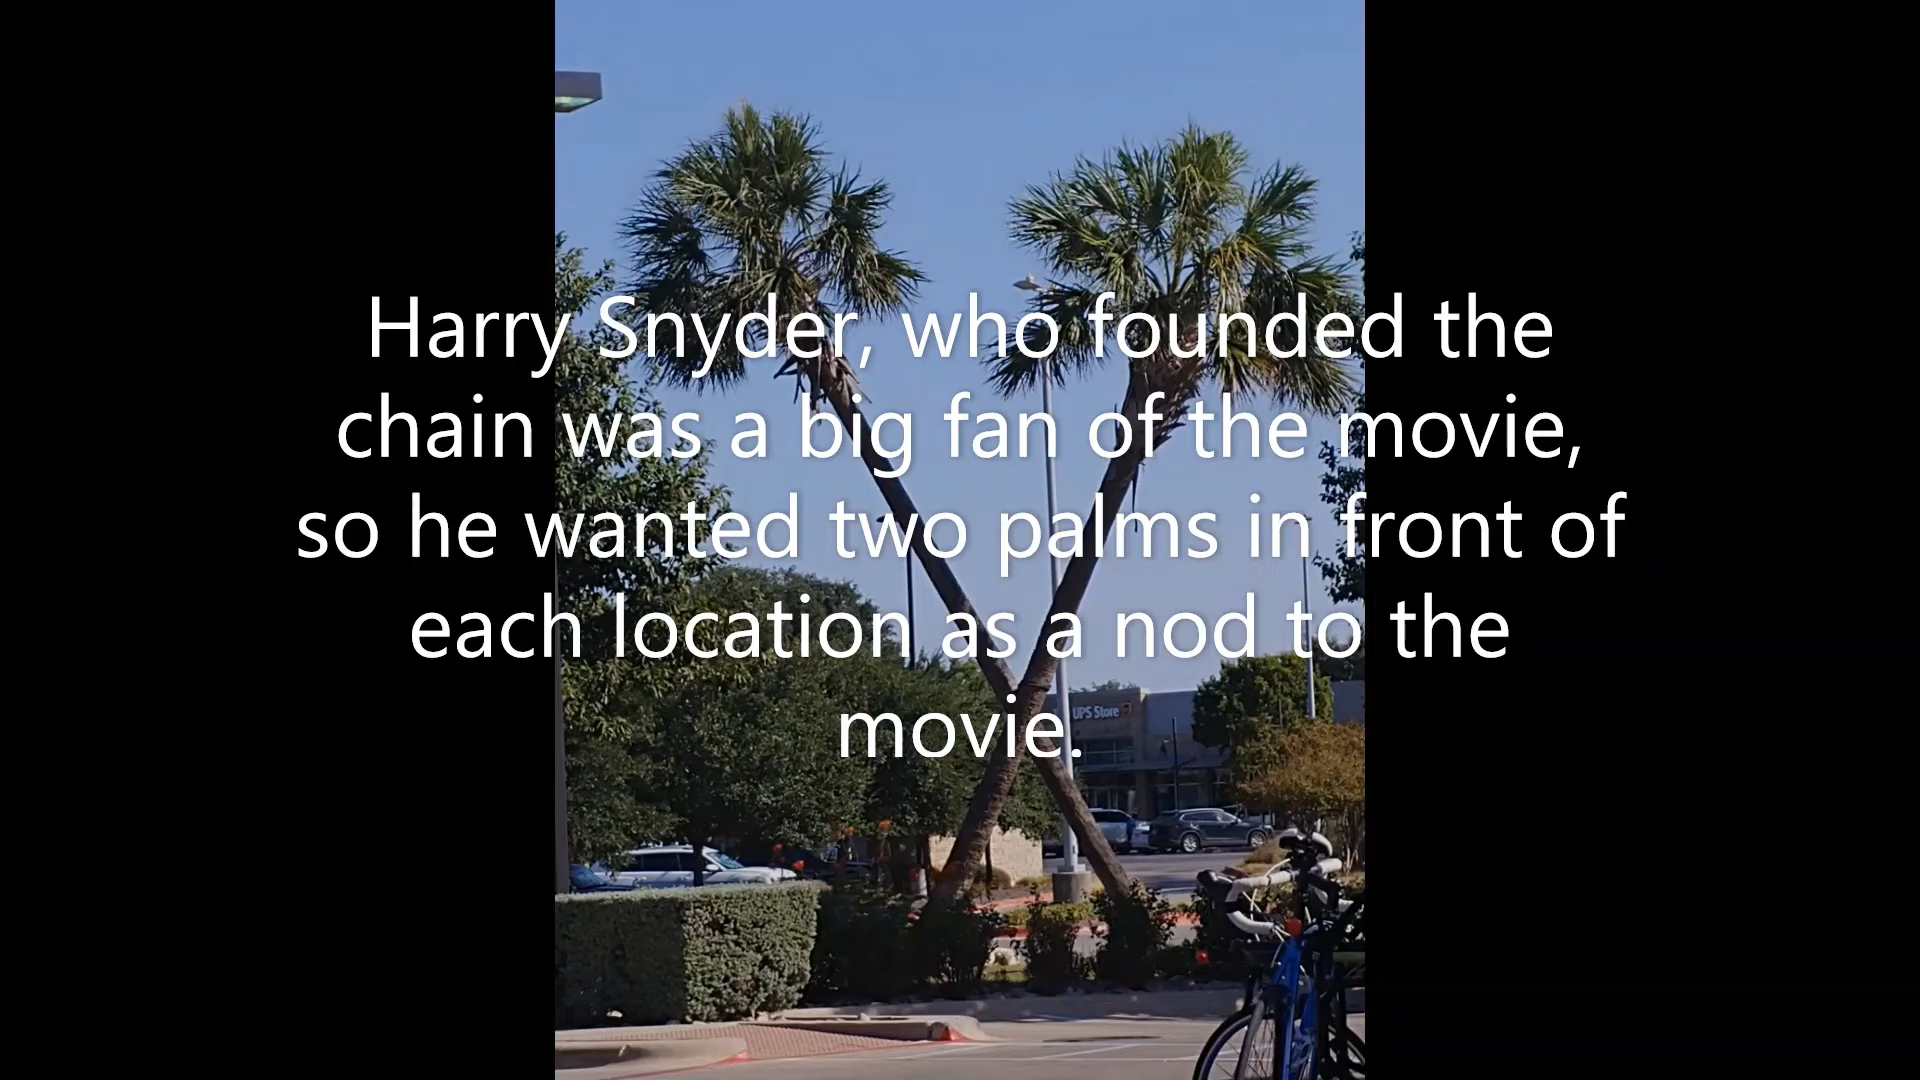 Harry Snyder, who founded the
chain was a big fan of the movie,
so he wanted two palms in front of
each location as a nod to the
movie.
UPS Store